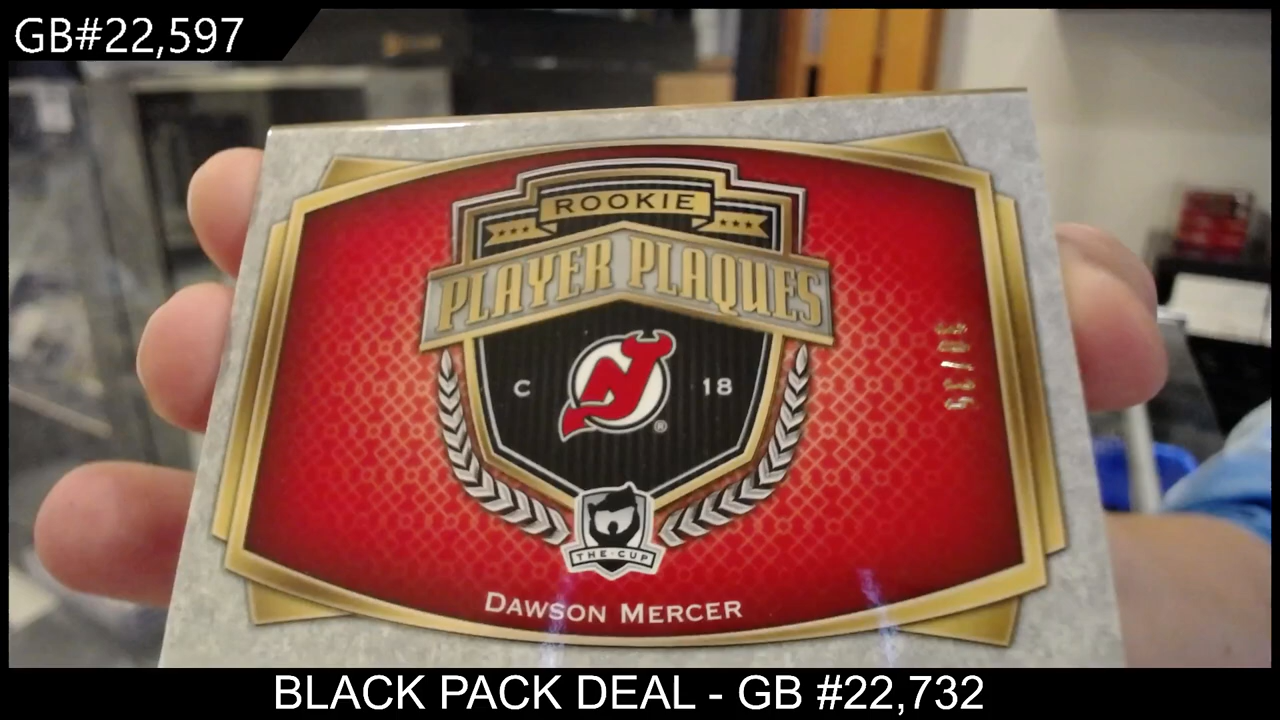 GB#22,597
ROOKIE
PLAYER PLAQUES
C 18
®
THE·CUP
DAWSON MERCER
BLACK PACK DEAL - GB #22,732